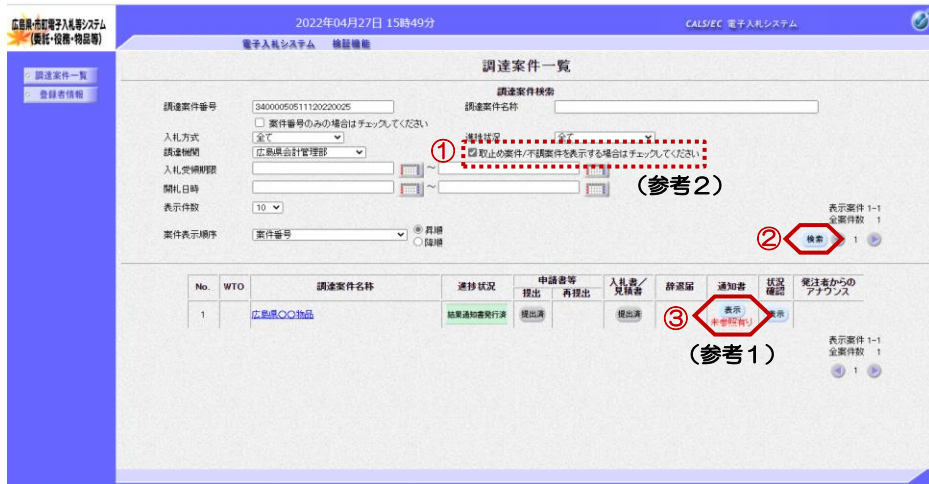 広島県・市町電子入札等システム
(委託・役務・物品等)
2022年04月27日 15時49分
CALS/EC 電子入札システム
電子入札システム 検証機能
調達案件一覧
登録者情報
調達案件一覧
調達案件検索
調達案件番号 34000050511120220025 調達案件名称
案件番号のみの場合はチェックしてください
入札方式 全て 進捗状況 全て
調達機関 広島県会計管理部 ① 取止め案件/不調案件を表示する場合はチェックしてください
入札受領期限 ~
開札日時 ~ (参考2)
表示件数 10 表示案件 1-1
全案件数 1
案件表示順序 案件番号 昇順 ② 検索 1
降順
No. WTO 調達案件名称 進捗状況 申請書等 入札書/見積書 辞退届 通知書 状況確認 発注者からのアナウンス
提出 再提出
1 広島県〇〇物品 結果通知書発行済 提出済 提出済 ③ 表示 表示
未参照有り
(参考1)
表示案件 1-1
全案件数 1
1